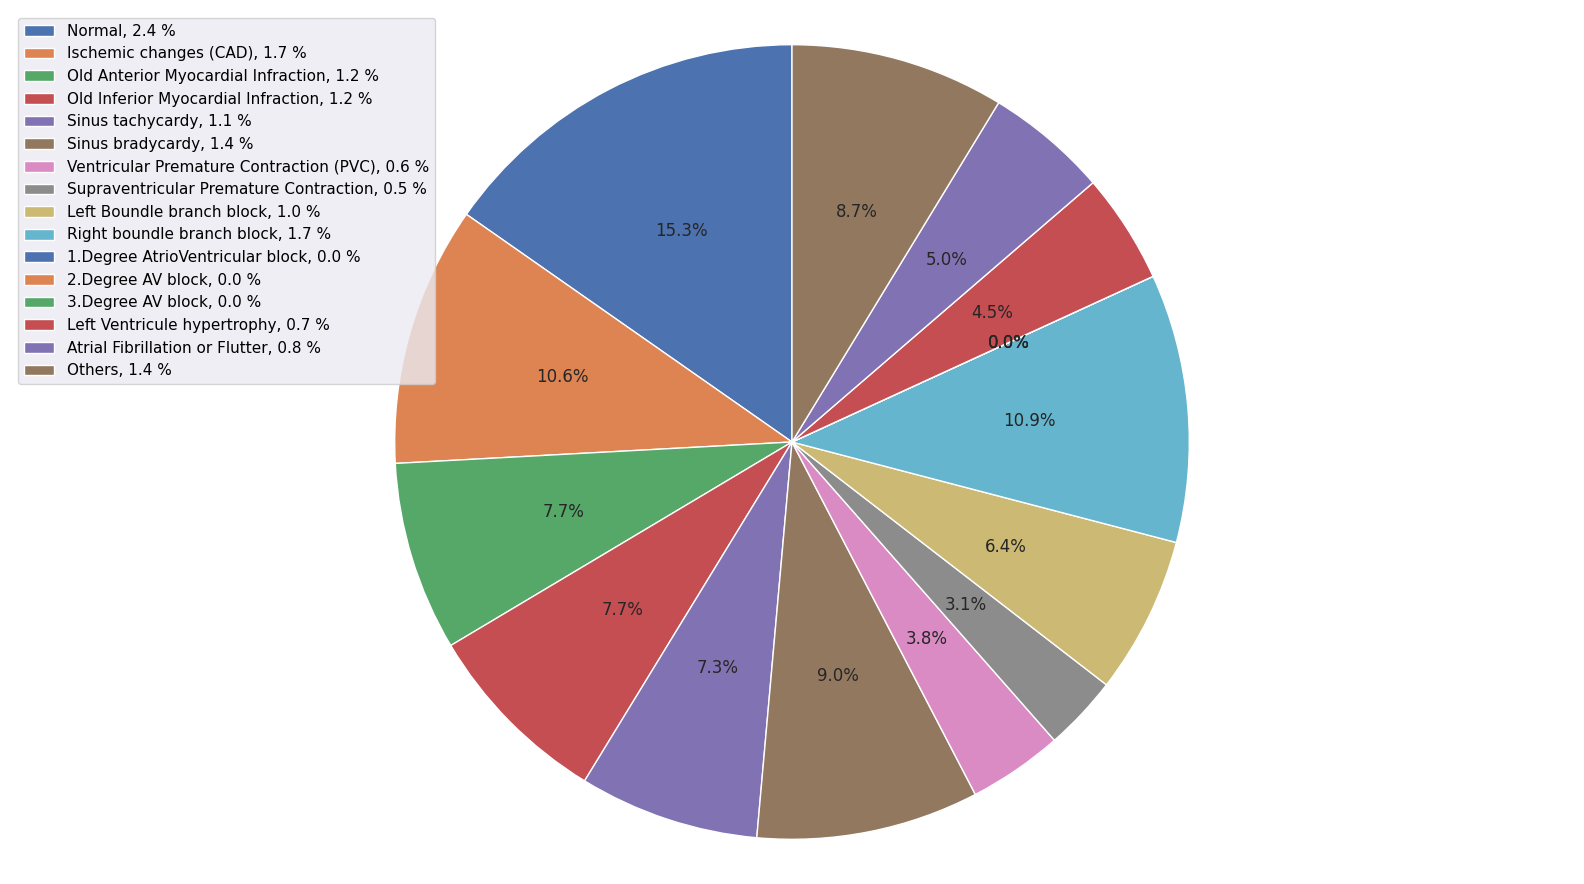 Normal, 2.4 %
Ischemic changes (CAD), 1.7 %
Old Anterior Myocardial Infraction, 1.2 %
Old Inferior Myocardial Infraction, 1.2 %
Sinus tachycardy, 1.1 %
Sinus bradycardy, 1.4 %
Ventricular Premature Contraction (PVC), 0.6 %
Supraventricular Premature Contraction, 0.5 %
Left Boundle branch block, 1.0 %
Right boundle branch block, 1.7 %
1.Degree AtrioVentricular block, 0.0 %
2.Degree AV block, 0.0 %
3.Degree AV block, 0.0 %
Left Ventricule hypertrophy, 0.7 %
Atrial Fibrillation or Flutter, 0.8 %
Others, 1.4 %
15.3%
10.6%
7.7%
7.7%
7.3%
9.0%
3.8%
3.1%
6.4%
10.9%
0.0%
4.5%
5.0%
8.7%